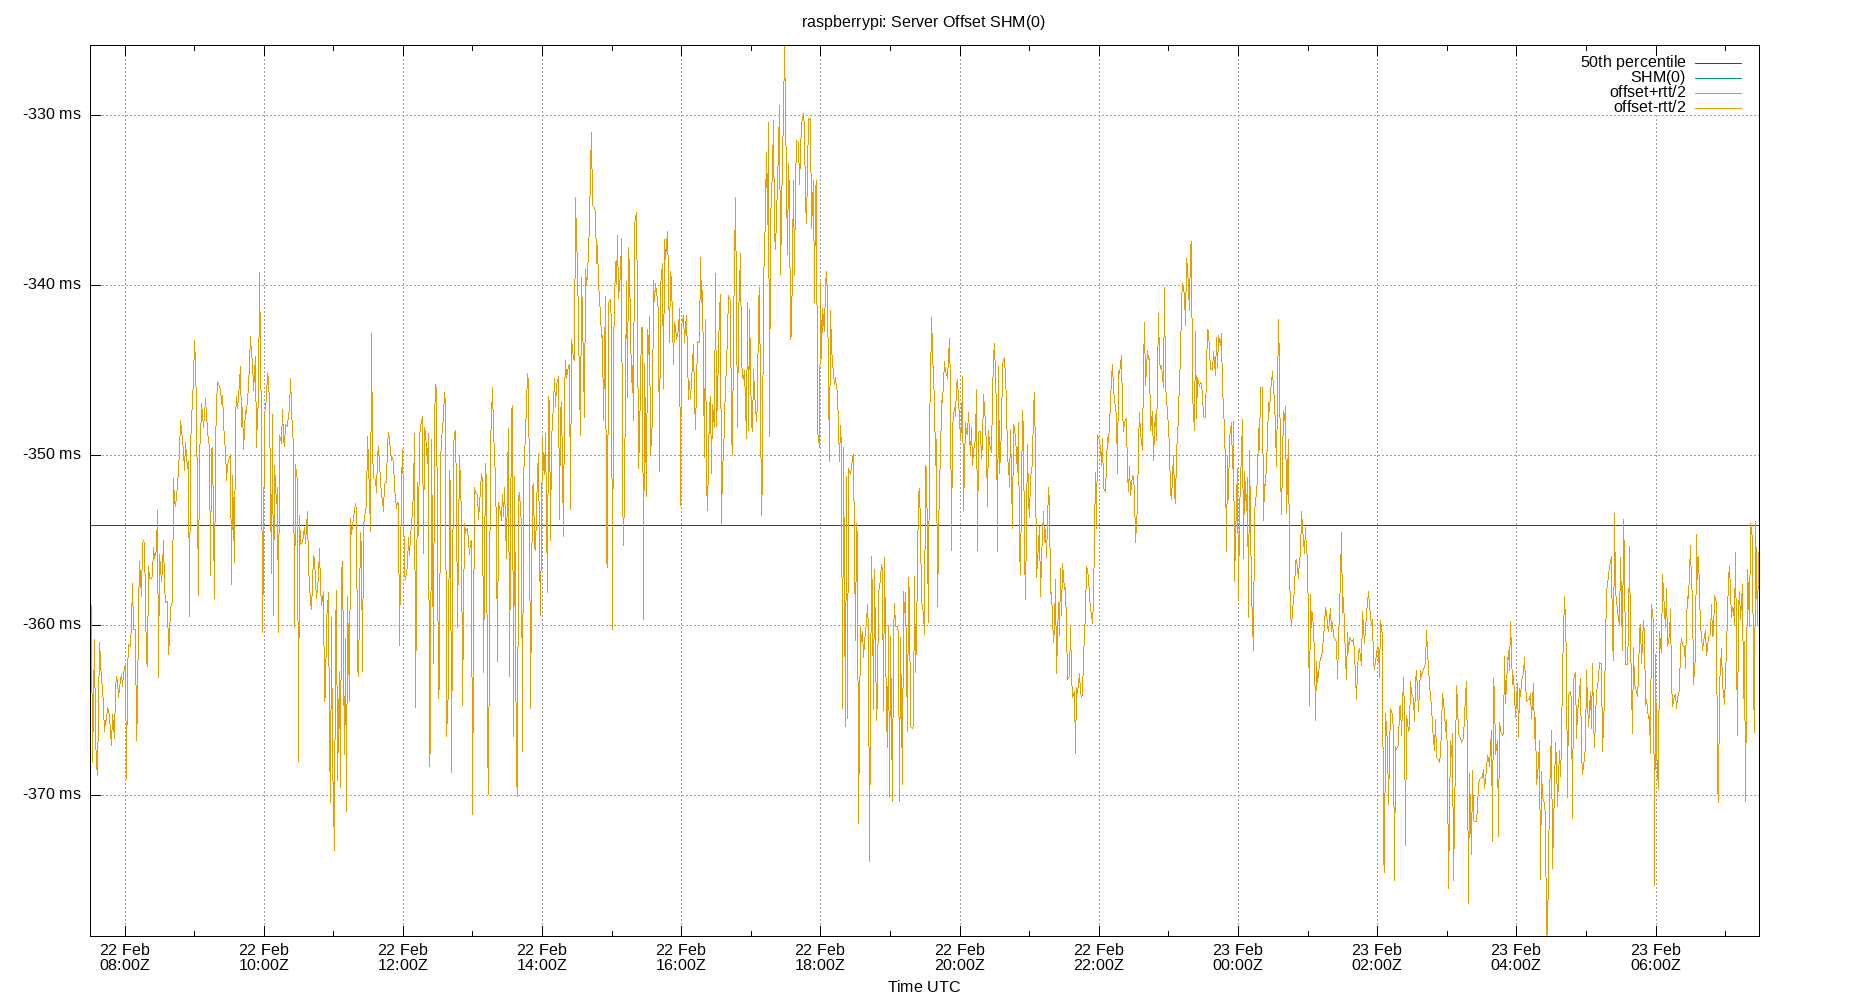 raspberrypi: Server Offset SHM(0)
50th percentile
SHM(0)
offset+rtt/2
offset-rtt/2
-330 ms
-340 ms
-350 ms
-360 ms
-370 ms
22 Feb 22 Feb 22 Feb 22 Feb 22 Feb 22 Feb 22 Feb 22 Feb 23 Feb 23 Feb 23 Feb 23 Feb
08:00Z 10:00Z 12:00Z 14:00Z 16:00Z 18:00Z 20:00Z 22:00Z 00:00Z 02:00Z 04:00Z 06:00Z
Time UTC